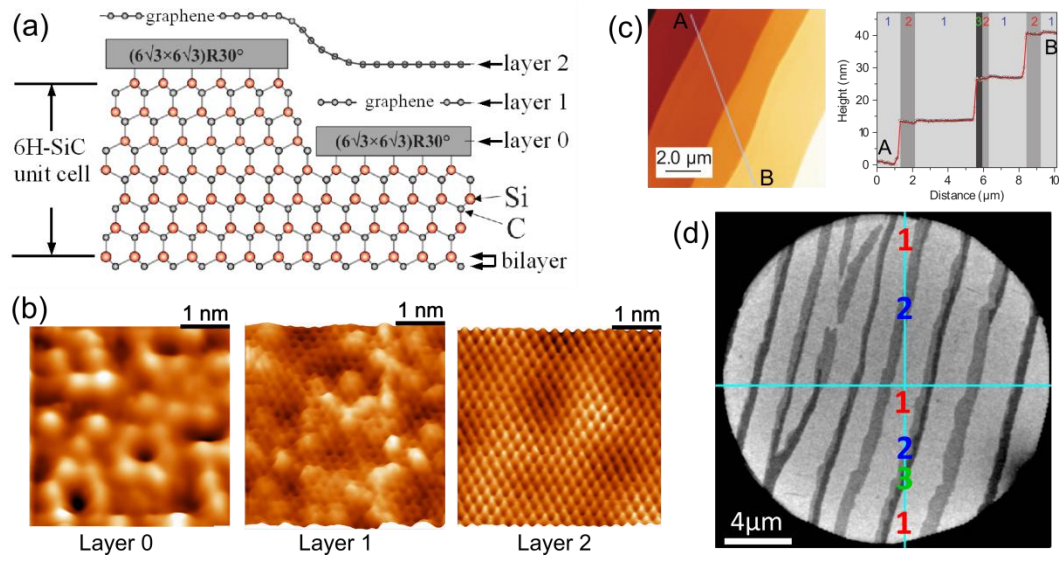 (a)
graphene
(6√3×6√3)R30°
layer 2
graphene
layer 1
(6√3×6√3)R30°
layer 0
6H-SiC
unit cell
Si
C
bilayer
(b)
1 nm
1 nm
1 nm
Layer 0
Layer 1
Layer 2
(c)
A
B
2.0 µm
1 2 1 3 2 1 2 1
40
30
20
10
0
Height (nm)
A
B
0 2 4 6 8 10
Distance (µm)
(d)
1
2
1
2
3
1
4µm